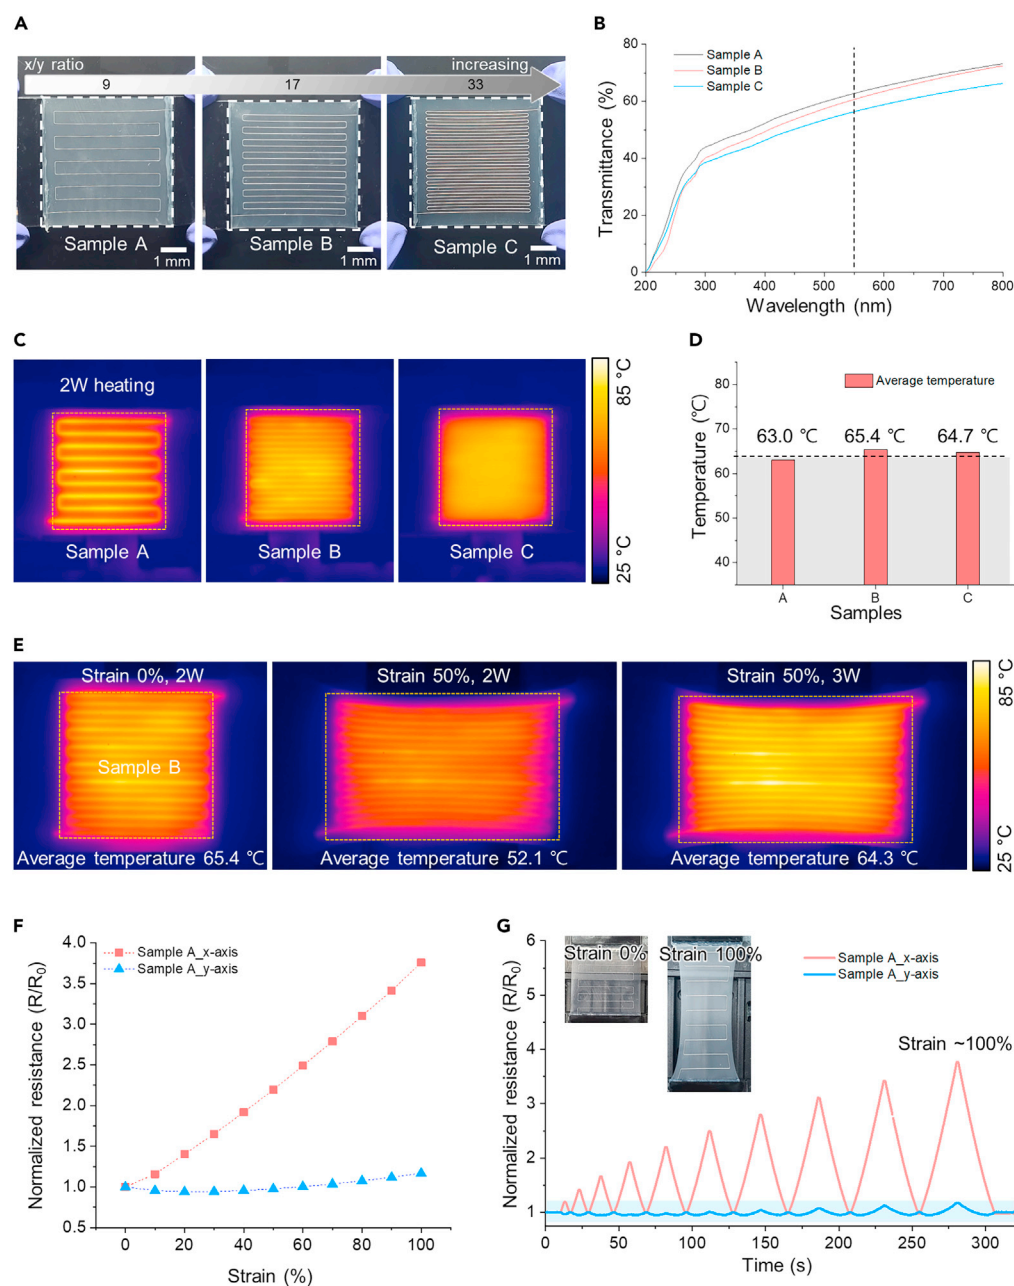 A
x/y ratio
increasing
9
17
33
Sample A
1 mm
Sample B
1 mm
Sample C
1 mm
B
Sample A
Sample B
Sample C
80
60
40
20
0
Transmittance (%)
200
300
400
500
600
700
800
Wavelength (nm)
C
2W heating
Sample A
Sample B
Sample C
85 ℃
25 ℃
D
Average temperature
80
70
60
50
40
Temperature (℃)
63.0 ℃
65.4 ℃
64.7 ℃
A
B
C
Samples
E
Strain 0%, 2W
Sample B
Average temperature 65.4 ℃
Strain 50%, 2W
Average temperature 52.1 ℃
Strain 50%, 3W
Average temperature 64.3 ℃
85 ℃
25 ℃
F
Sample A_x-axis
Sample A_y-axis
4.0
3.5
3.0
2.5
2.0
1.5
1.0
0.5
Normalized resistance (R/R0)
0
20
40
60
80
100
Strain (%)
G
Strain 0%
Strain 100%
Sample A_x-axis
Sample A_y-axis
Strain ~100%
6
5
4
3
2
1
Normalized resistance (R/R0)
0
50
100
150
200
250
300
Time (s)